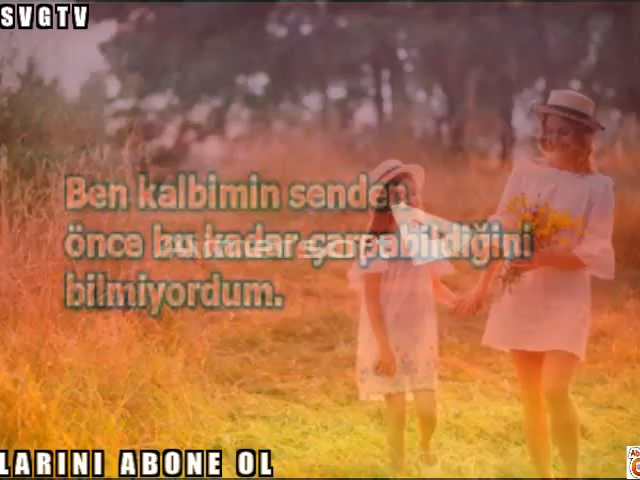 SVGTV
Ben kalbimin senden
önce bu kadar çarpabildiğini
bilmiyordum.
LARINI ABONE OL